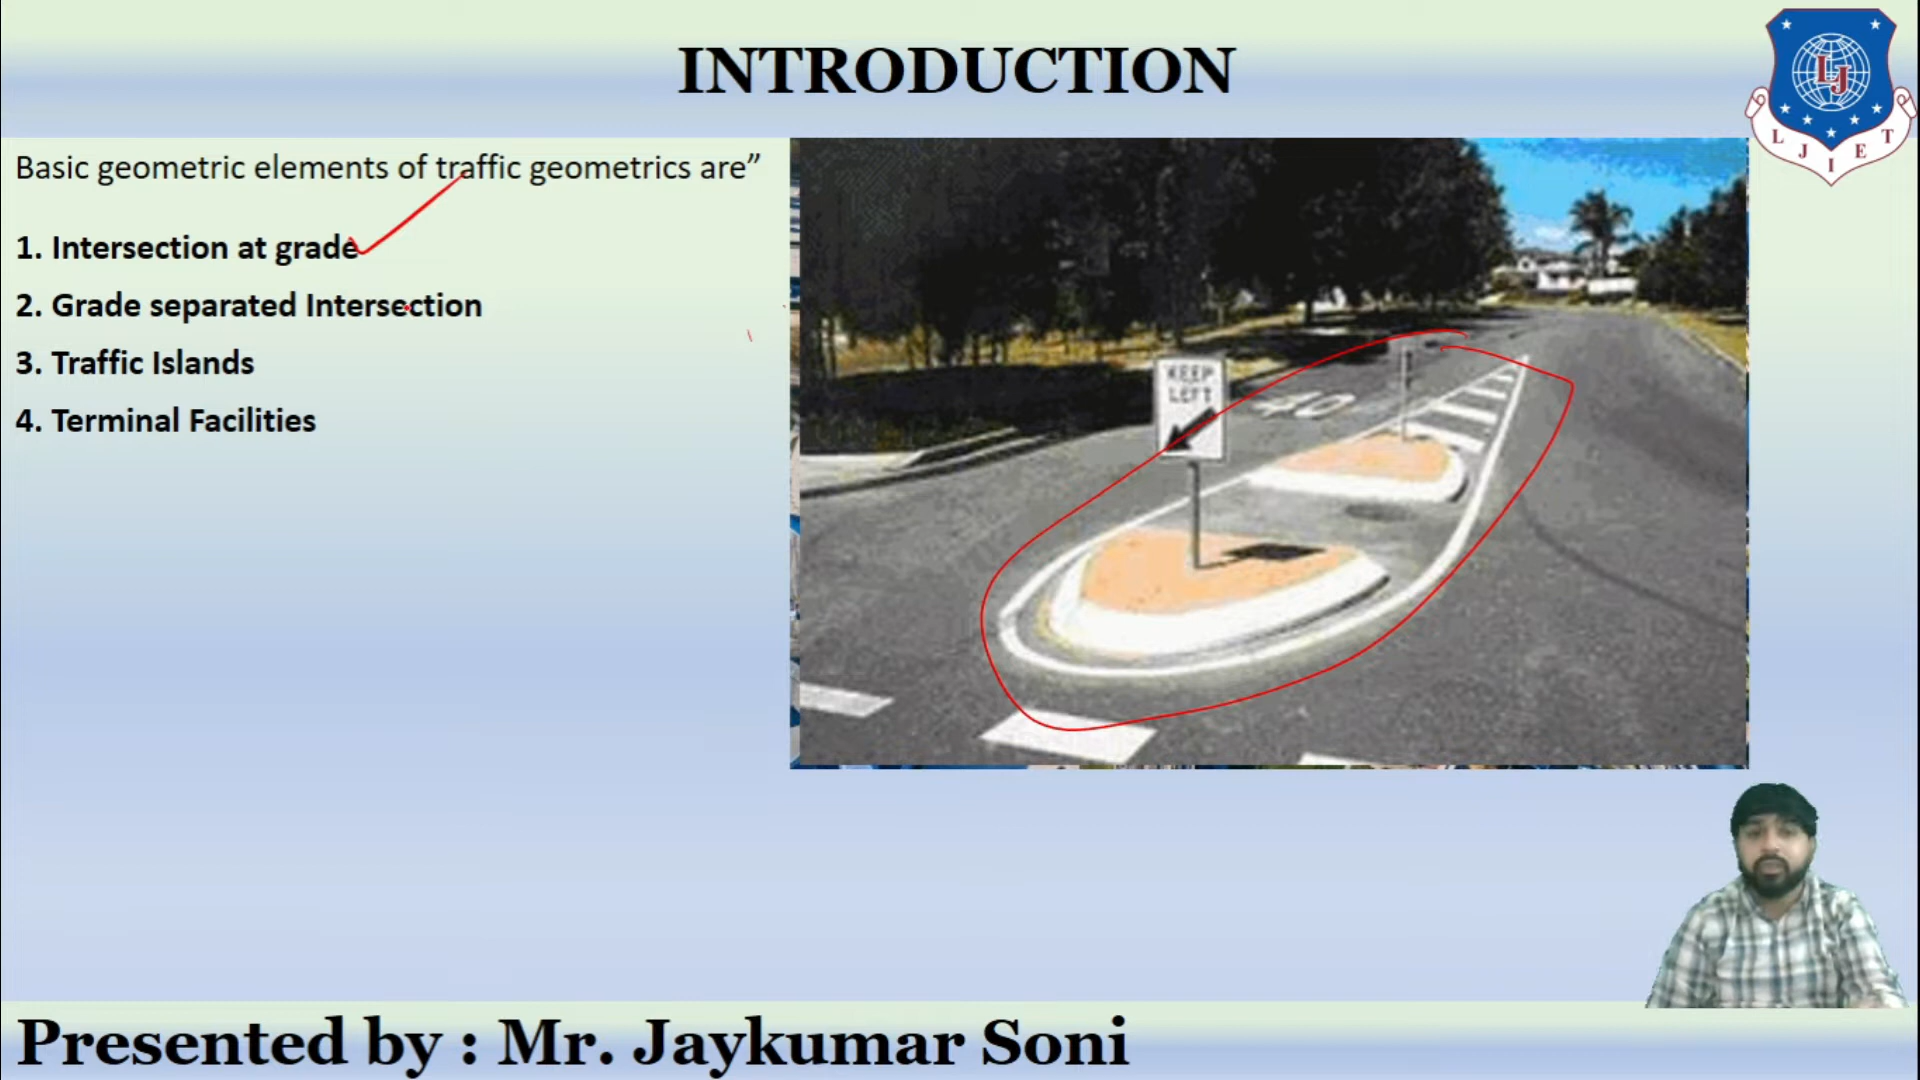 INTRODUCTION
L J I E T
LJ
Basic geometric elements of traffic geometrics are”
1. Intersection at grade
2. Grade separated Intersection
3. Traffic Islands
4. Terminal Facilities
KEEP
LEFT
40
Presented by : Mr. Jaykumar Soni